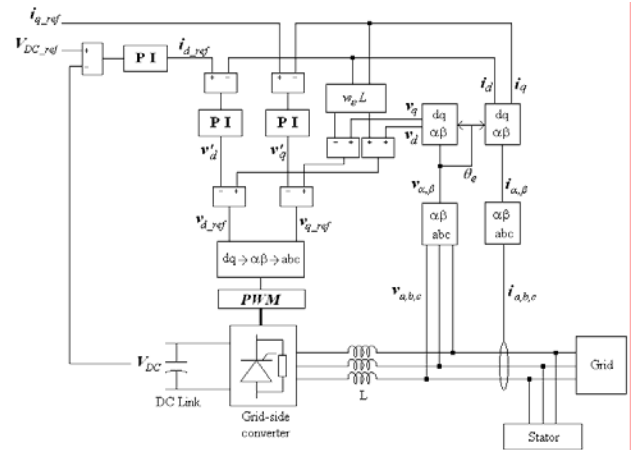 i_q_ref
V_DC_ref
+
-
PI
i_d_ref
+ -
+ -
i_d
i_q
w_e L
PI
PI
v_q
v_d
dq
αβ
dq
αβ
- +
+ +
v'_d
v'_q
θ_e
v_α,β
i_α,β
- +
- -
v_d_ref
v_q_ref
αβ
abc
αβ
abc
dq→αβ→abc
PWM
v_a,b,c
i_a,b,c
V_DC
DC Link
L
Grid
Grid-side
converter
Stator